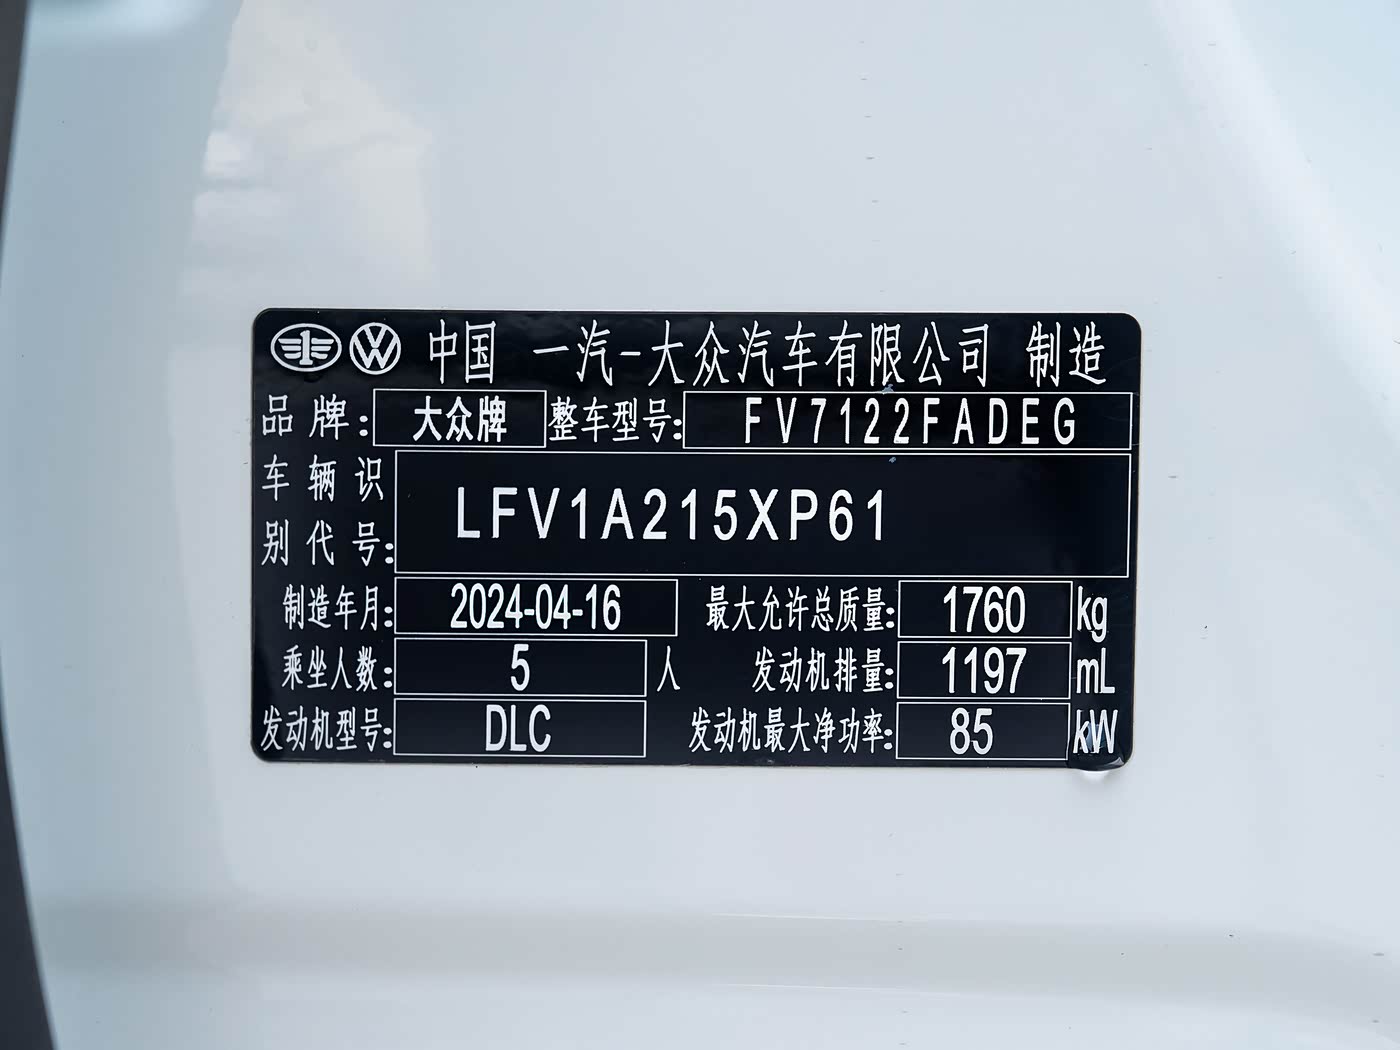 中国 一汽-大众汽车有限公司 制造
品牌: 大众牌 整车型号: FV7122FADEG
车辆识别代号: LFV1A215XP61
制造年月: 2024-04-16 最大允许总质量: 1760 kg
乘坐人数: 5 人 发动机排量: 1197 mL
发动机型号: DLC 发动机最大净功率: 85 kW